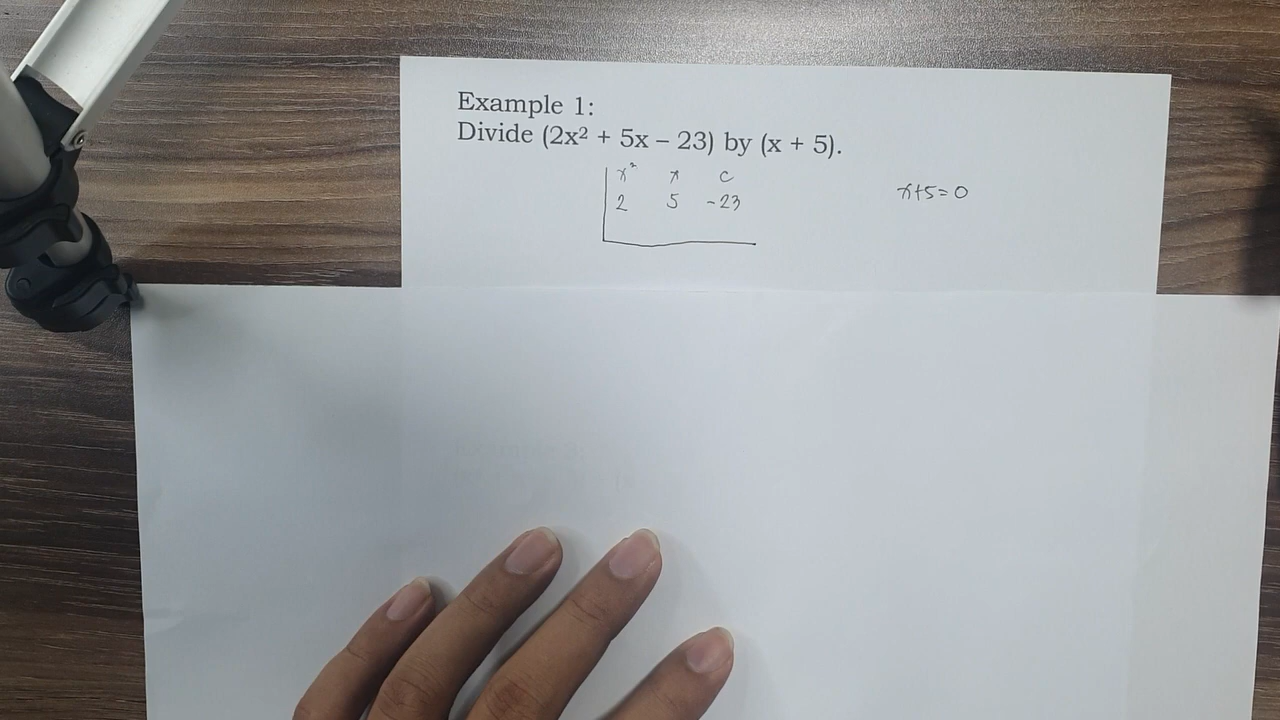 Example 1:
Divide (2x² + 5x – 23) by (x + 5).
x² x c
2 5 -23
x+5=0